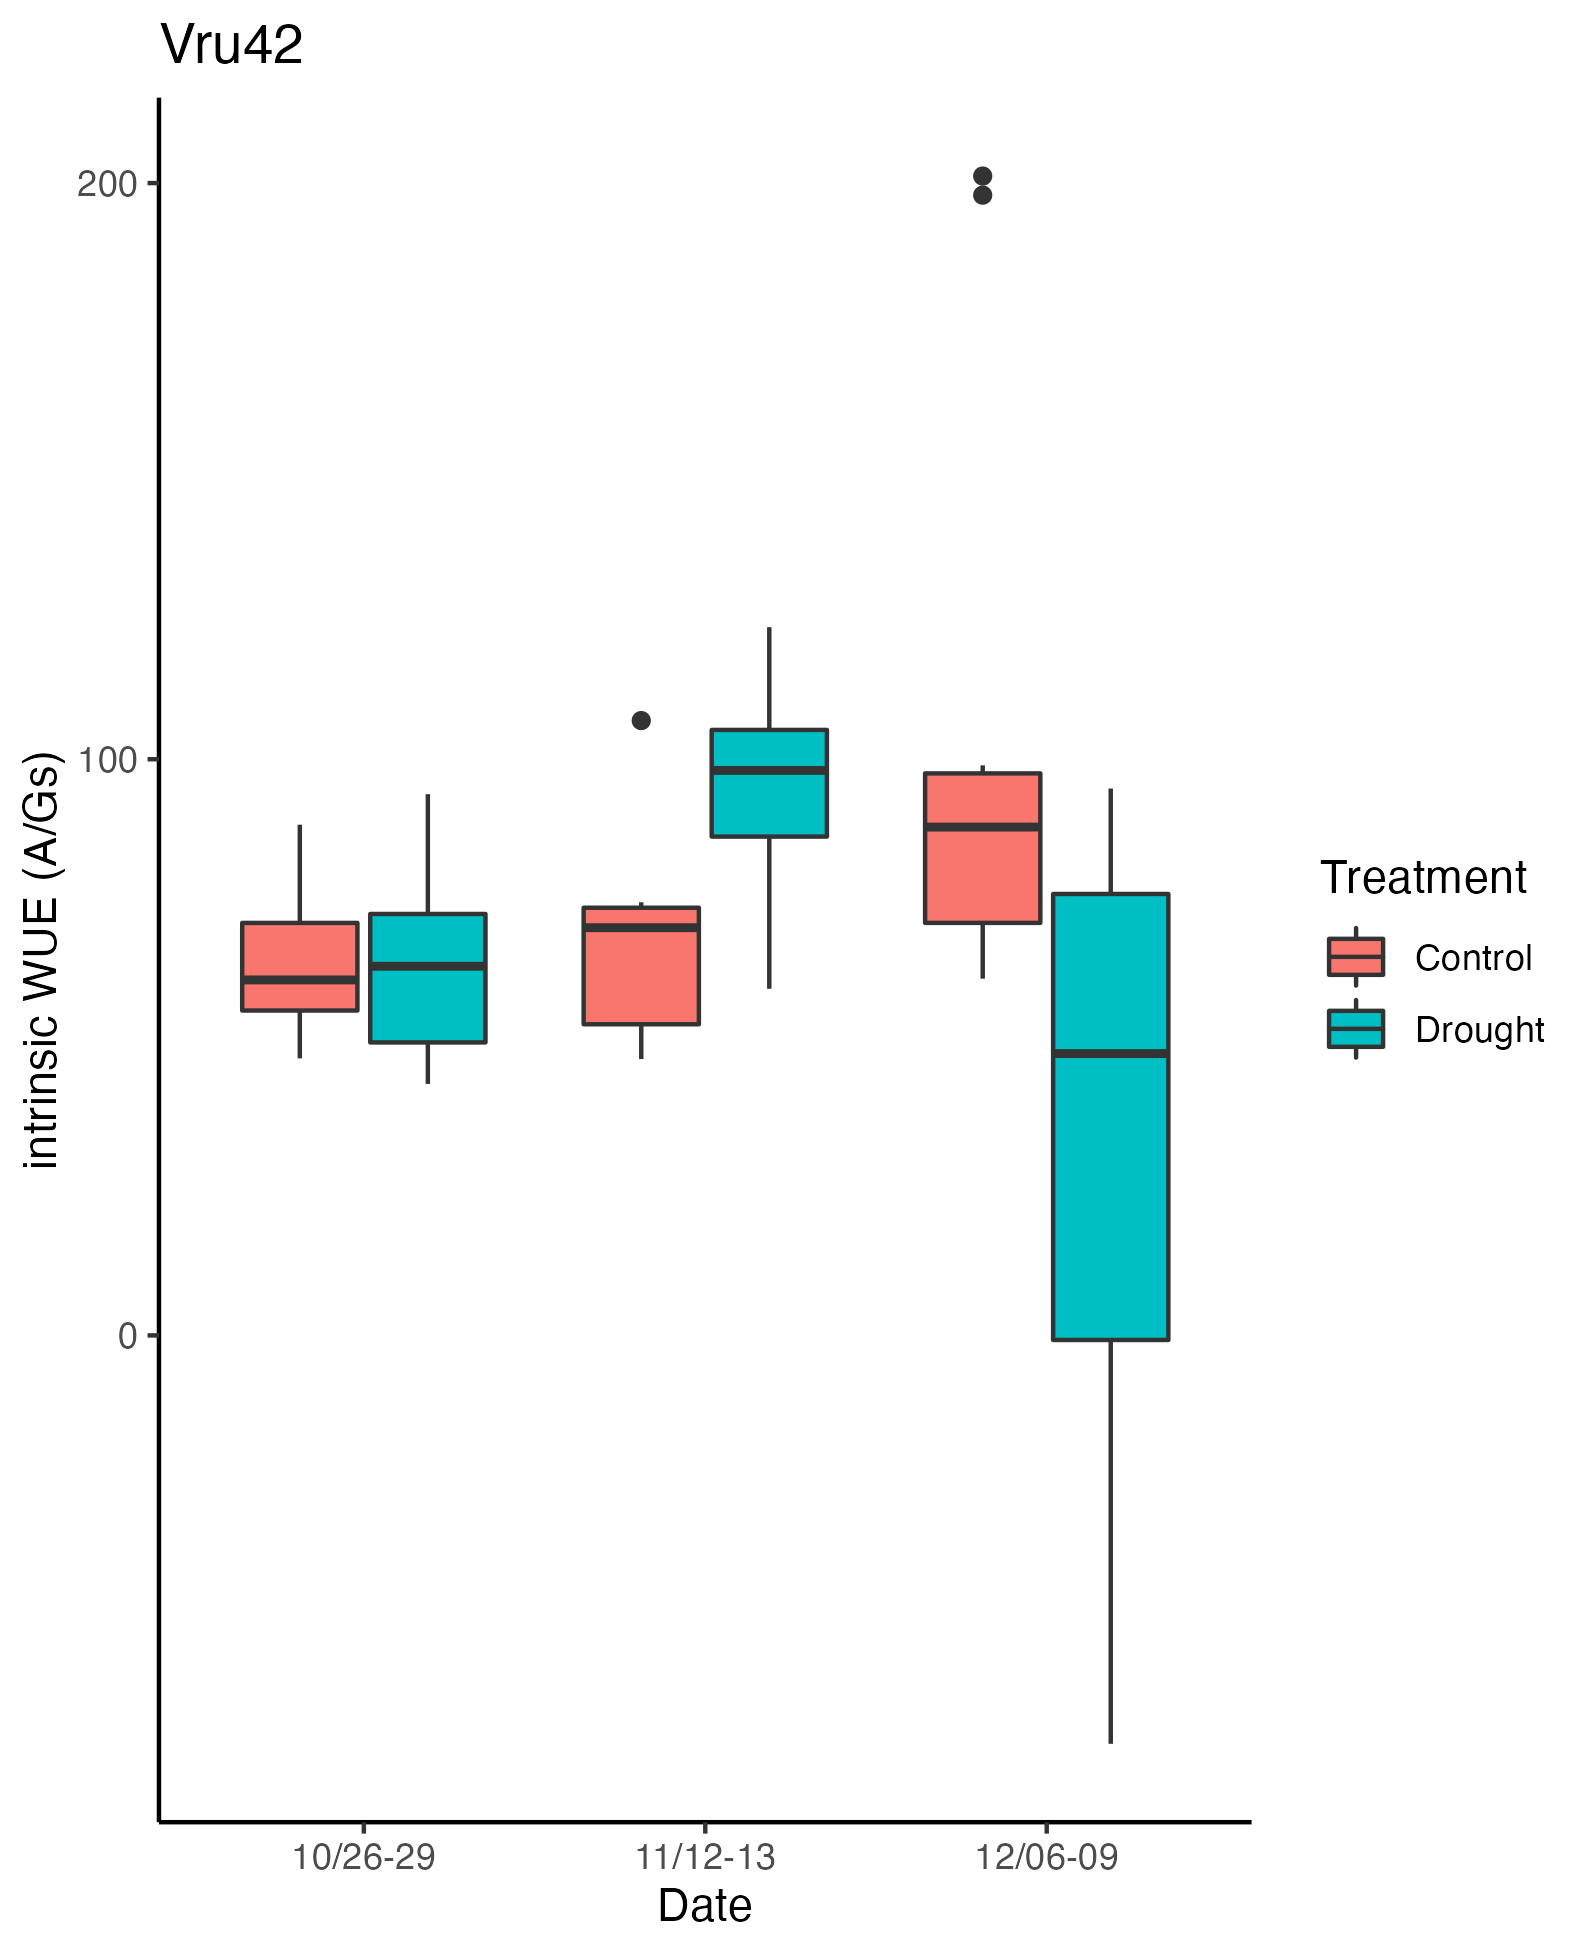 Vru42
200
100
0
intrinsic WUE (A/Gs)
10/26-29
11/12-13
12/06-09
Date
Treatment
Control
Drought